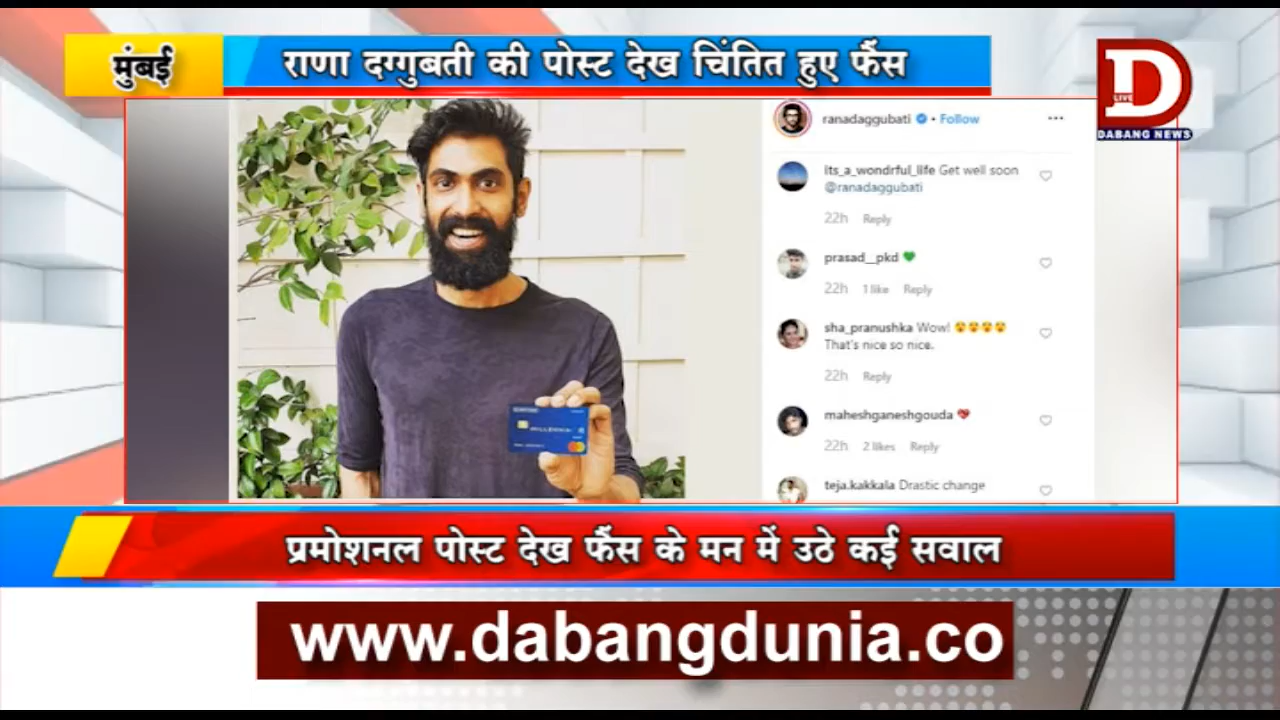 मुंबई
राणा दग्गुबती की पोस्ट देख चिंतित हुए फैंस
LIVE
DABANG NEWS
ranadaggubati • Follow
its_a_wondrful_life Get well soon
@ranadaggubati
22h Reply
prasad__pkd 💚
22h 1 like Reply
sha_pranushka Wow! 😲😲😲😲
That's nice so nice.
22h Reply
maheshganeshgouda 💖
22h 2 likes Reply
teja.kakkala Drastic change
MILLENNIA
प्रमोशनल पोस्ट देख फैंस के मन में उठे कई सवाल
www.dabangdunia.co